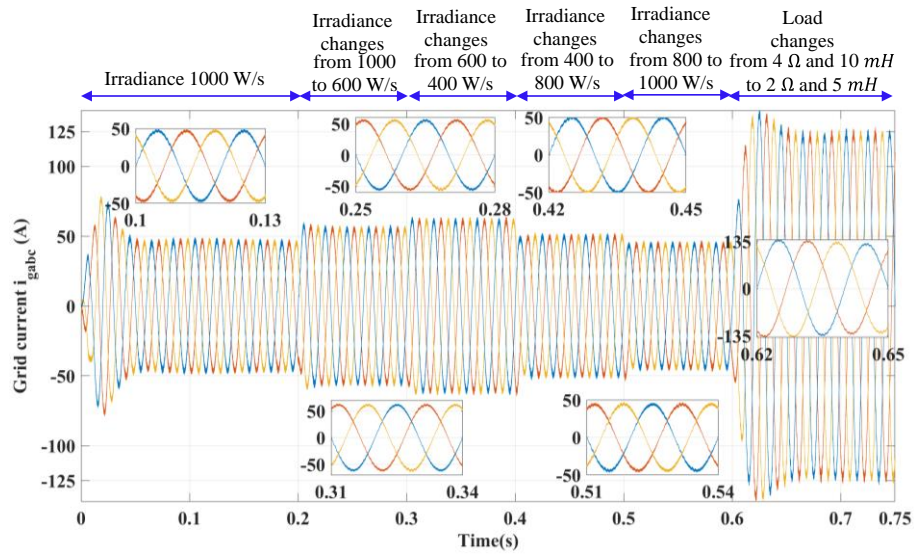 Irradiance 1000 W/s
Irradiance
changes
from 1000
to 600 W/s
Irradiance
changes
from 600 to
400 W/s
Irradiance
changes
from 400 to
800 W/s
Irradiance
changes
from 800 to
1000 W/s
Load
changes
from 4 Ω and 10 mH
to 2 Ω and 5 mH
Grid current i_gabc (A)
125
100
75
50
0
-50
-75
-100
-125
50
0
-50
0.1 0.13
50
0
-50
0.25 0.28
50
0
-50
0.42 0.45
135
0
-135
0.62 0.65
50
0
-50
0.31 0.34
50
0
-50
0.51 0.54
0 0.1 0.2 0.3 0.4 0.5 0.6 0.7 0.75
Time(s)